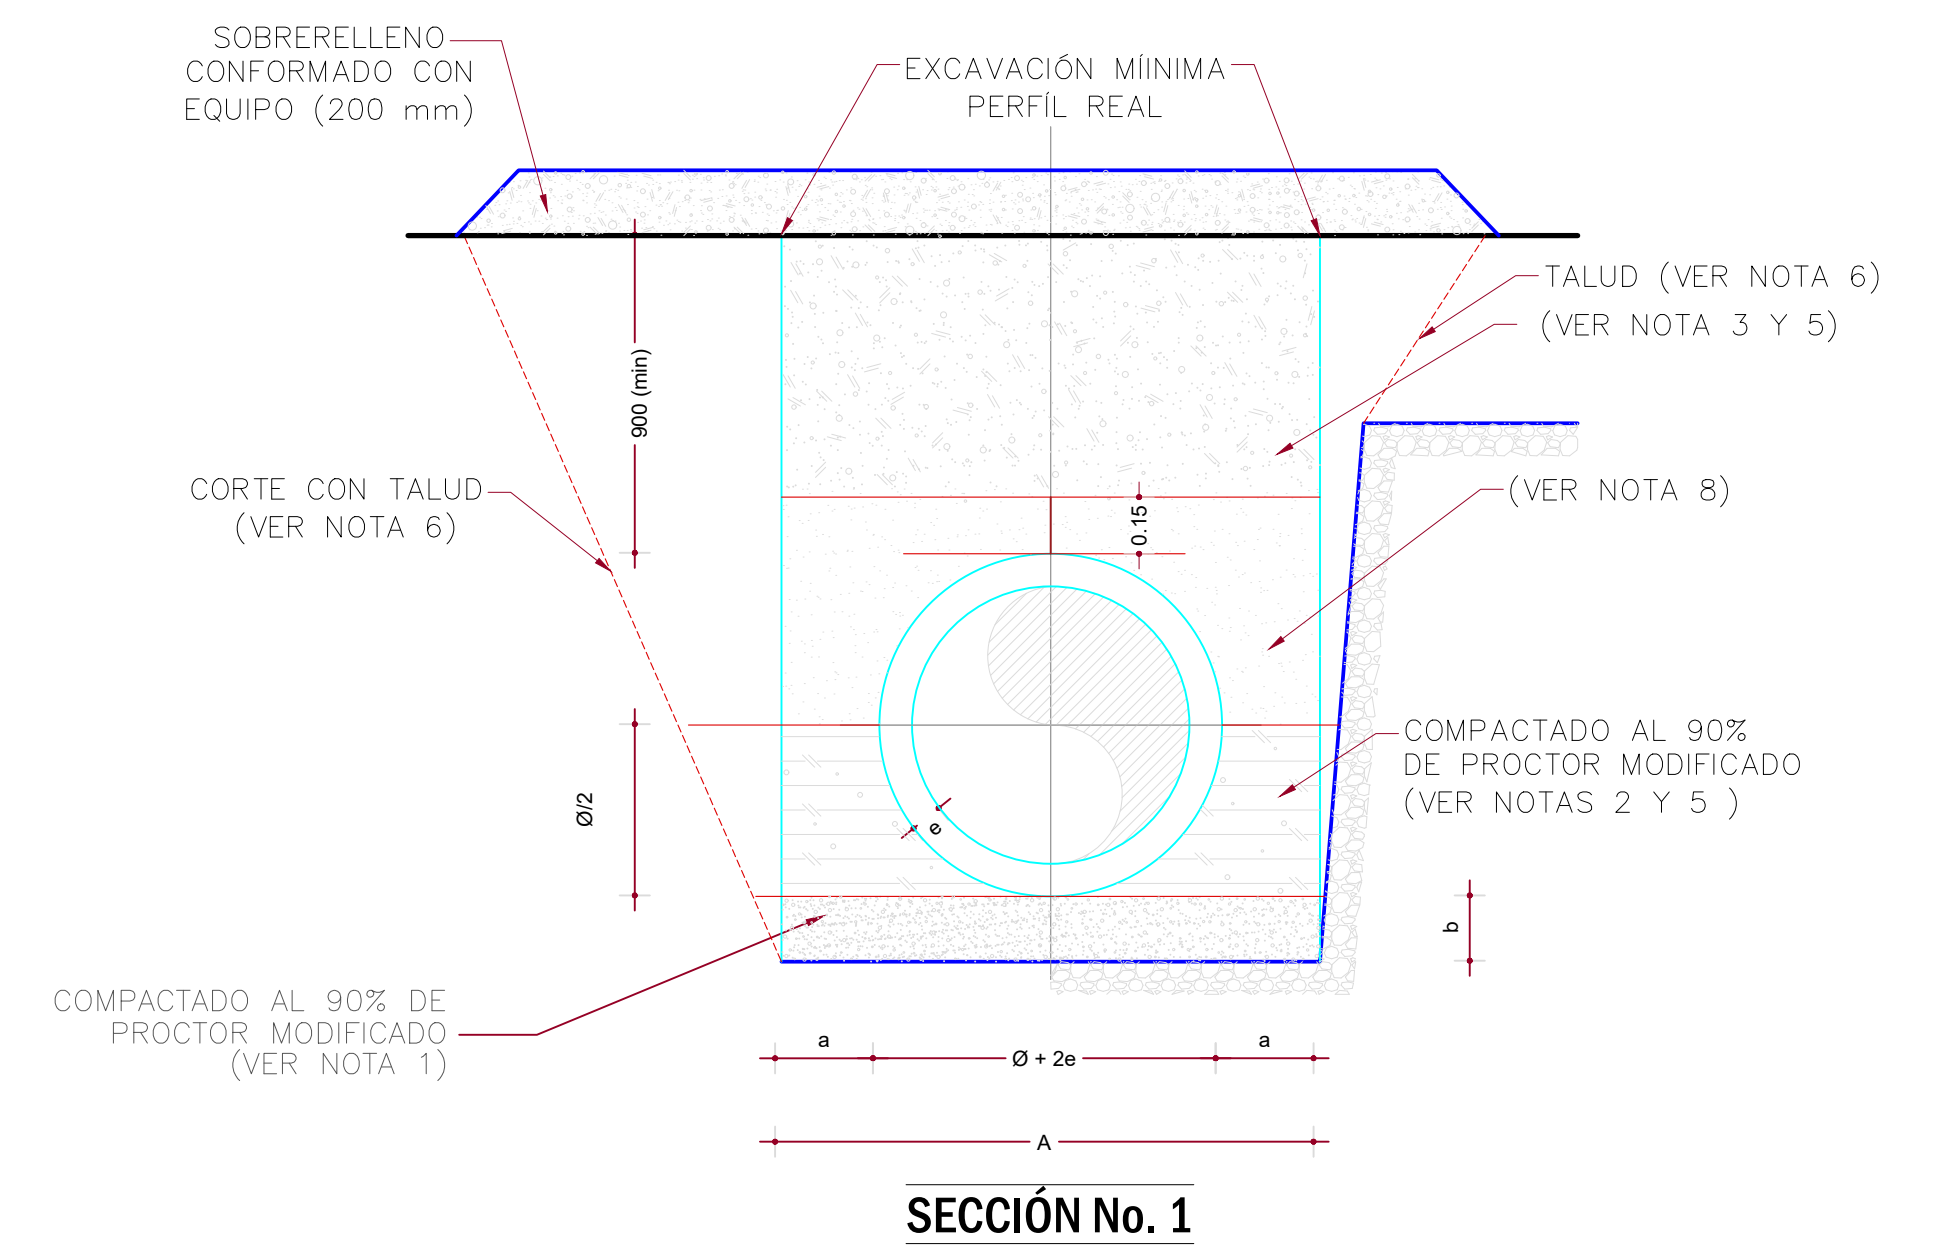 SOBRERELLENO
CONFORMADO CON
EQUIPO (200 mm)
EXCAVACIÓN MÍINIMA
PERFÍL REAL
TALUD (VER NOTA 6)
(VER NOTA 3 Y 5)
900 (min)
CORTE CON TALUD
(VER NOTA 6)
0.15
(VER NOTA 8)
COMPACTADO AL 90%
DE PROCTOR MODIFICADO
(VER NOTAS 2 Y 5 )
Ø/2
e
b
COMPACTADO AL 90% DE
PROCTOR MODIFICADO
(VER NOTA 1)
a
Ø + 2e
a
A
SECCIÓN No. 1